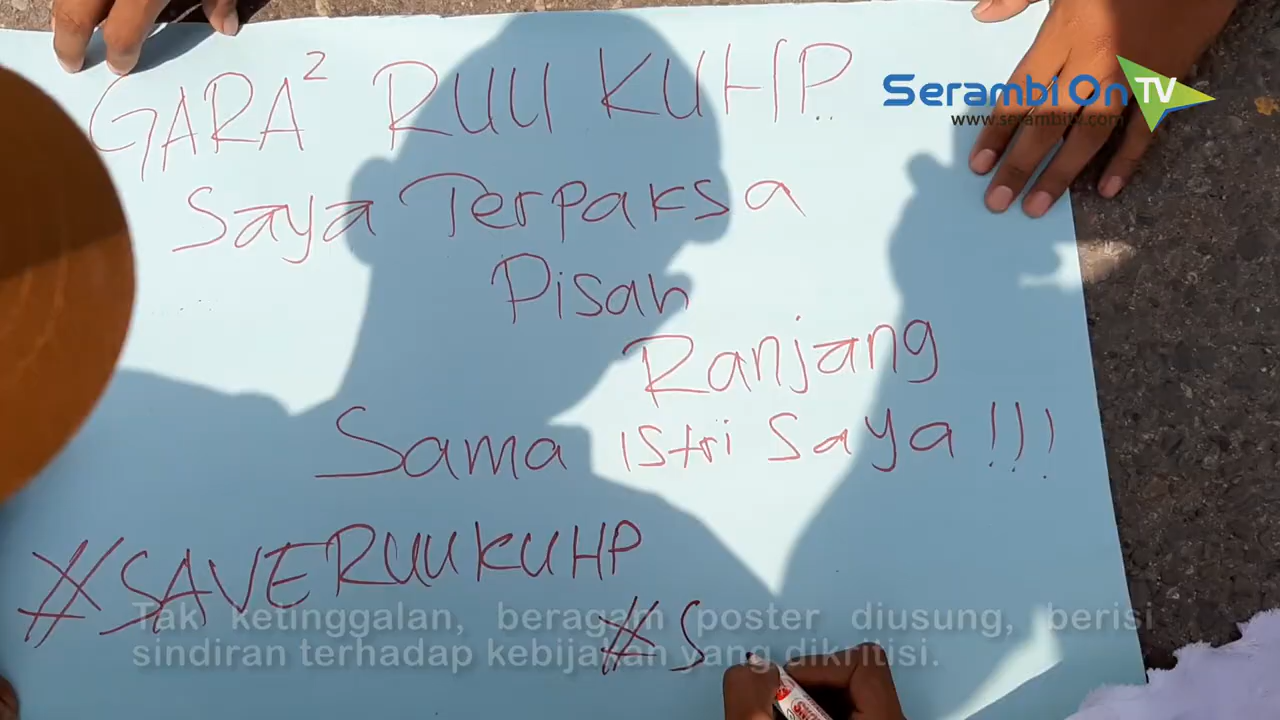 GARA² RUU KUHP..
Serambi On TV
www.serambitv.com
Saya Terpaksa
Pisah
Ranjang
Sama istri Saya!!!
#SAVERUUKUHP
#S
Tak ketinggalan, beragam poster diusung, berisi
sindiran terhadap kebijakan yang dikritisi.